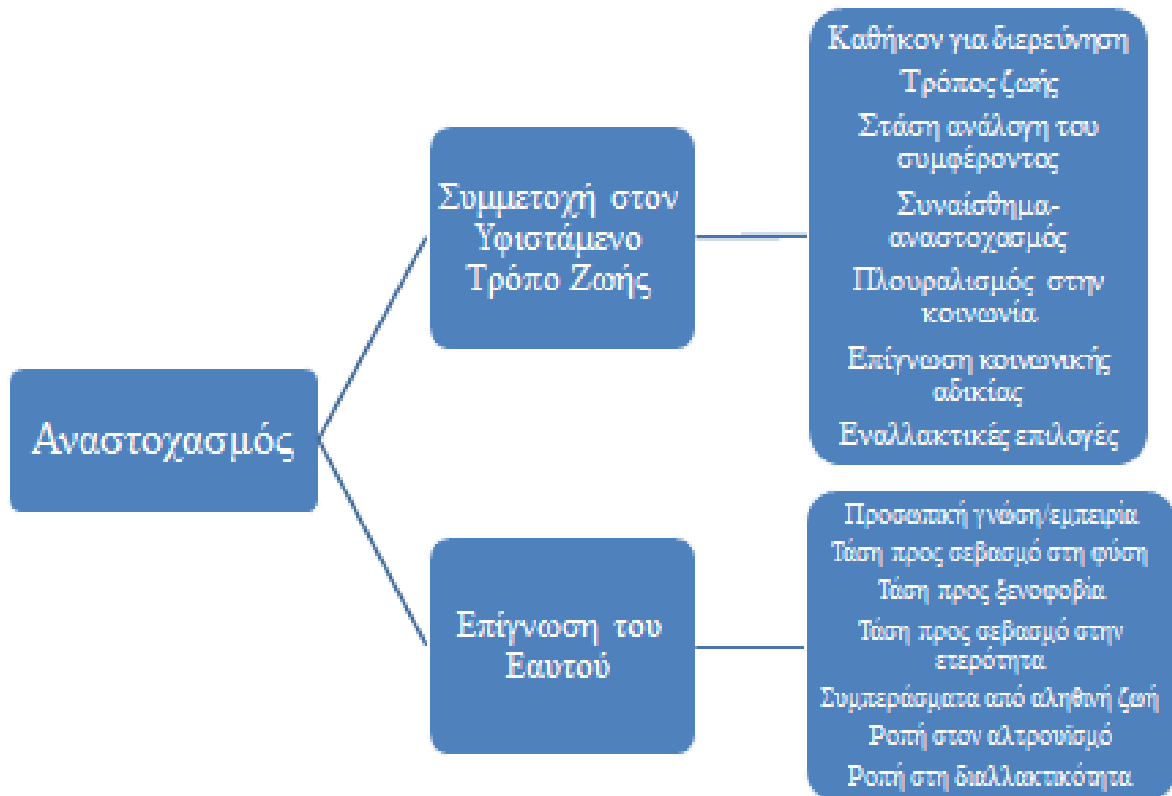 Αναστοχασμός
Συμμετοχή στον
Υφιστάμενο
Τρόπο Ζωής
Καθήκον για διερεύνηση
Τρόπος ζωής
Στάση ανάλογη του
συμφέροντος
Συναίσθημα-
αναστοχασμός
Πλουραλισμός στην
κοινωνία
Επίγνωση κοινωνικής
αδικίας
Εναλλακτικές επιλογές
Επίγνωση του
Εαυτού
Προσωπική γνώση/εμπειρία
Τάση προς σεβασμό στη φύση
Τάση προς ξενοφοβία
Τάση προς σεβασμό στην
ετερότητα
Συμπεράσματα από αληθινή ζωή
Ροπή στον αλτρουϊσμό
Ροπή στη διαλλακτικότητα